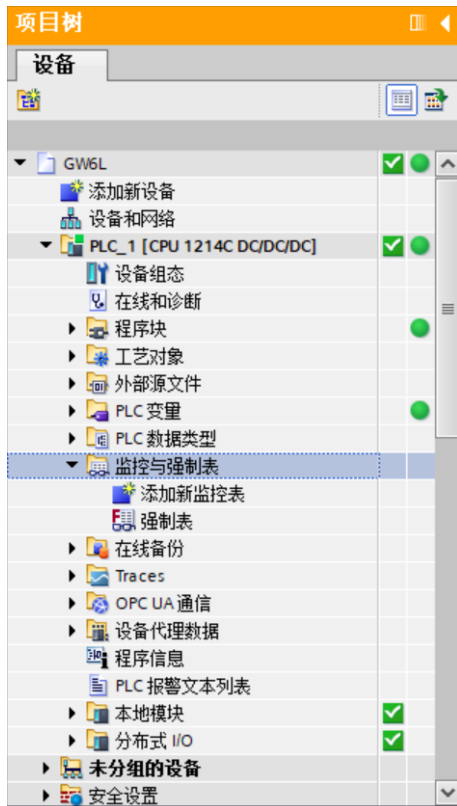 项目树
设备
GW6L
添加新设备
设备和网络
PLC_1 [CPU 1214C DC/DC/DC]
设备组态
在线和诊断
程序块
工艺对象
外部源文件
PLC 变量
PLC 数据类型
监控与强制表
添加新监控表
强制表
在线备份
Traces
OPC UA 通信
设备代理数据
程序信息
PLC 报警文本列表
本地模块
分布式 I/O
未分组的设备
安全设置